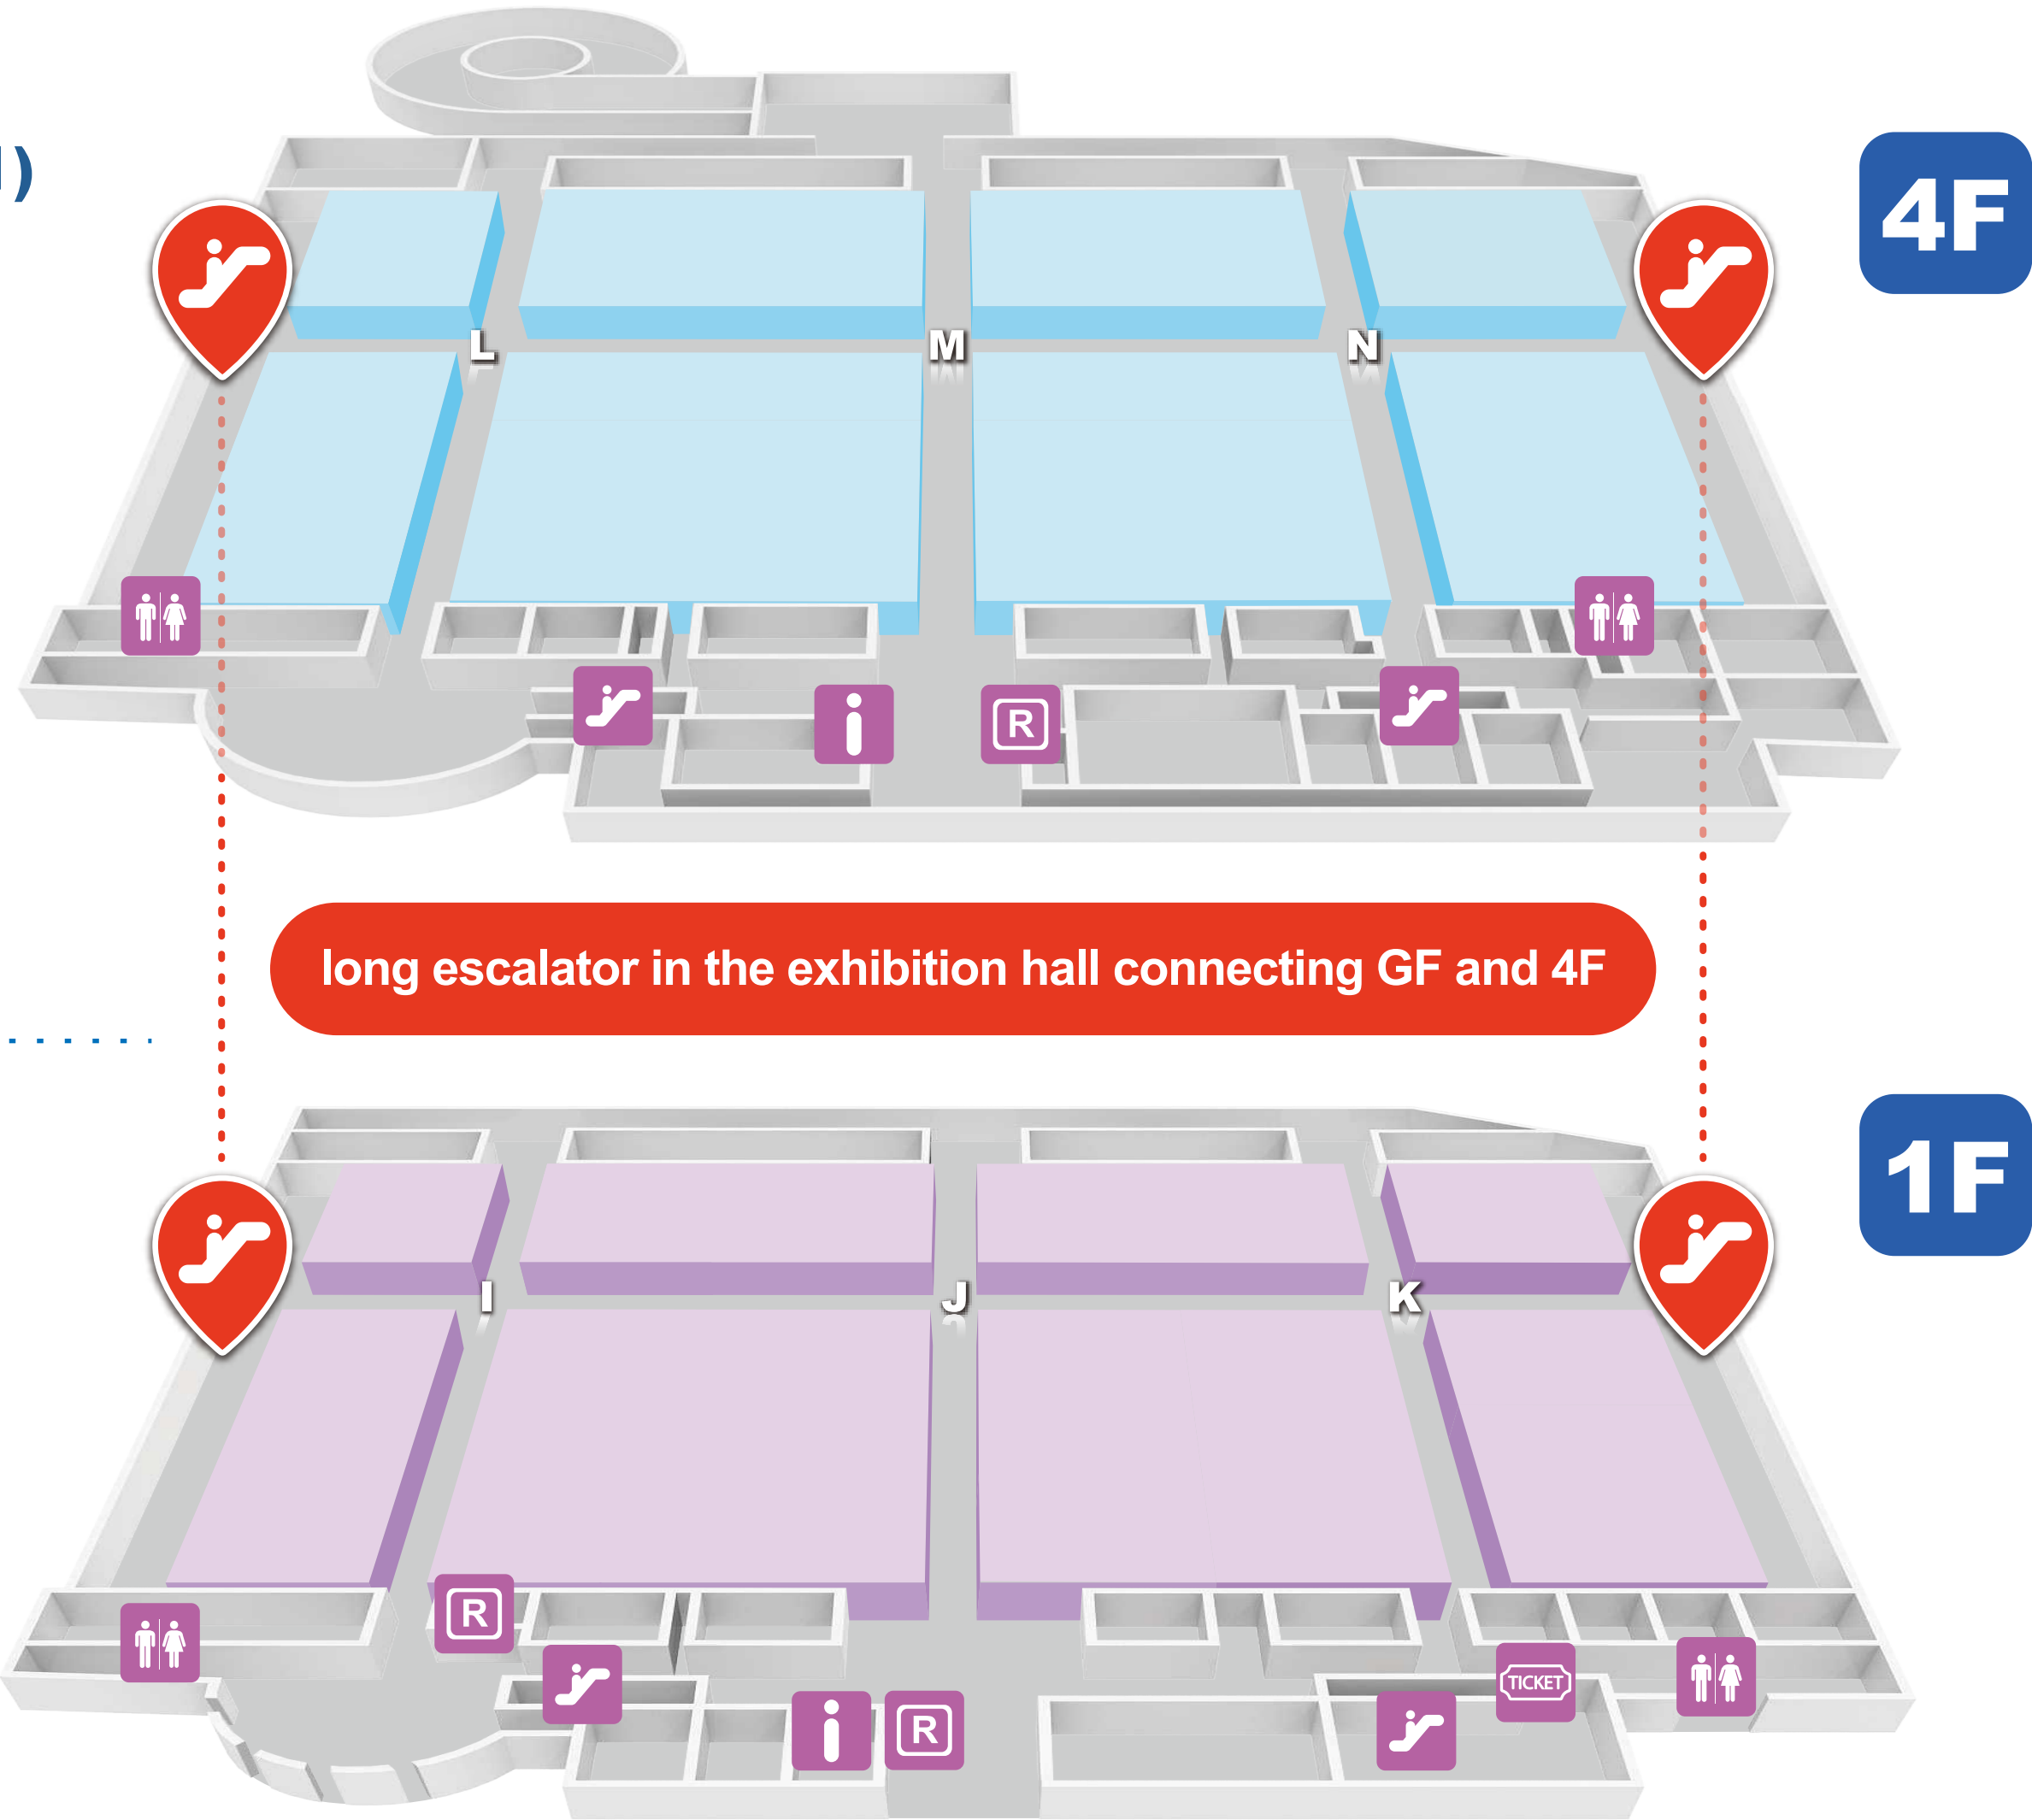 )
4F
L M N
R
long escalator in the exhibition hall connecting GF and 4F
1F
I J K
R
TICKET
R